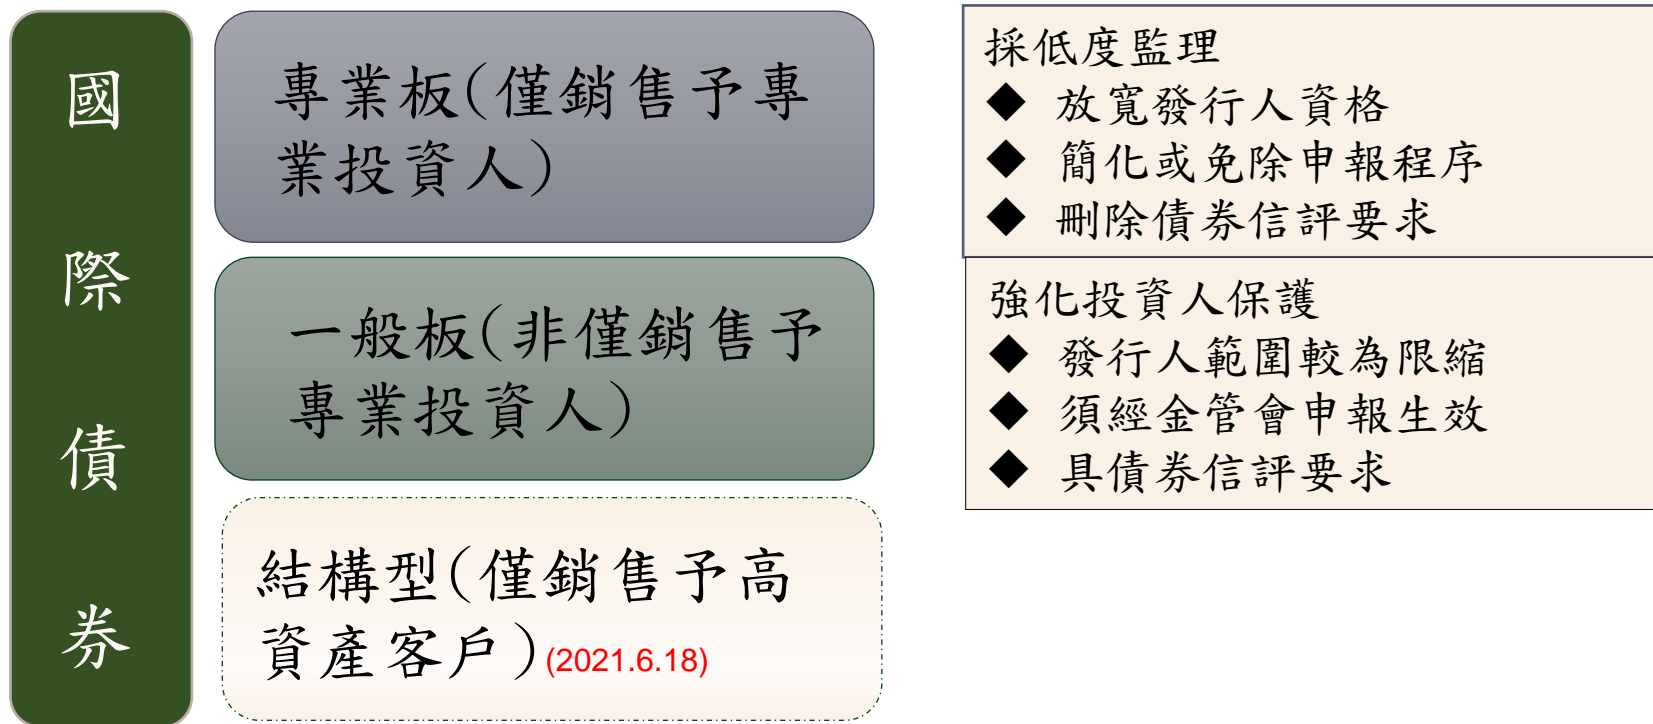 國
際
債
券
專業板(僅銷售予專
業投資人)
一般板(非僅銷售予
專業投資人)
結構型(僅銷售予高
資產客戶)(2021.6.18)
採低度監理
◆ 放寬發行人資格
◆ 簡化或免除申報程序
◆ 刪除債券信評要求
強化投資人保護
◆ 發行人範圍較為限縮
◆ 須經金管會申報生效
◆ 具債券信評要求